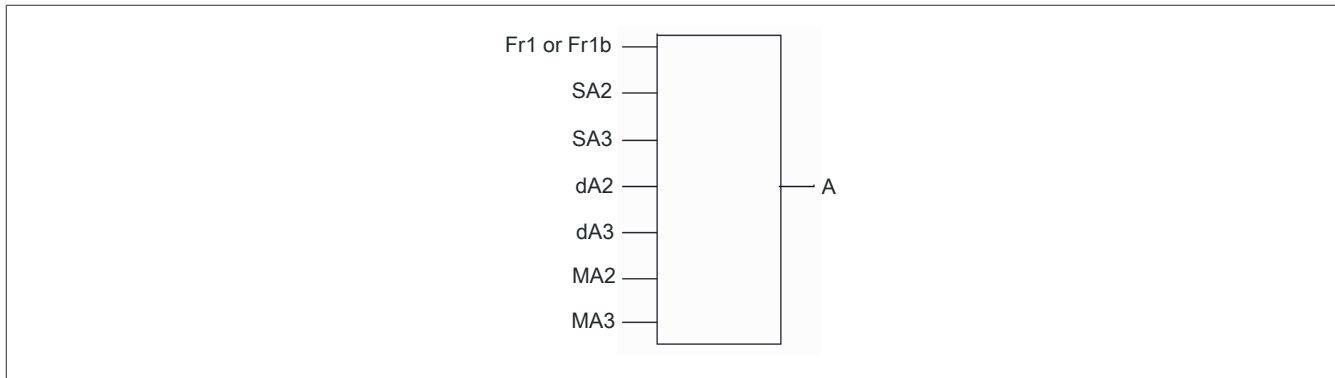 Fr1 or Fr1b
SA2
SA3
dA2
A
dA3
MA2
MA3